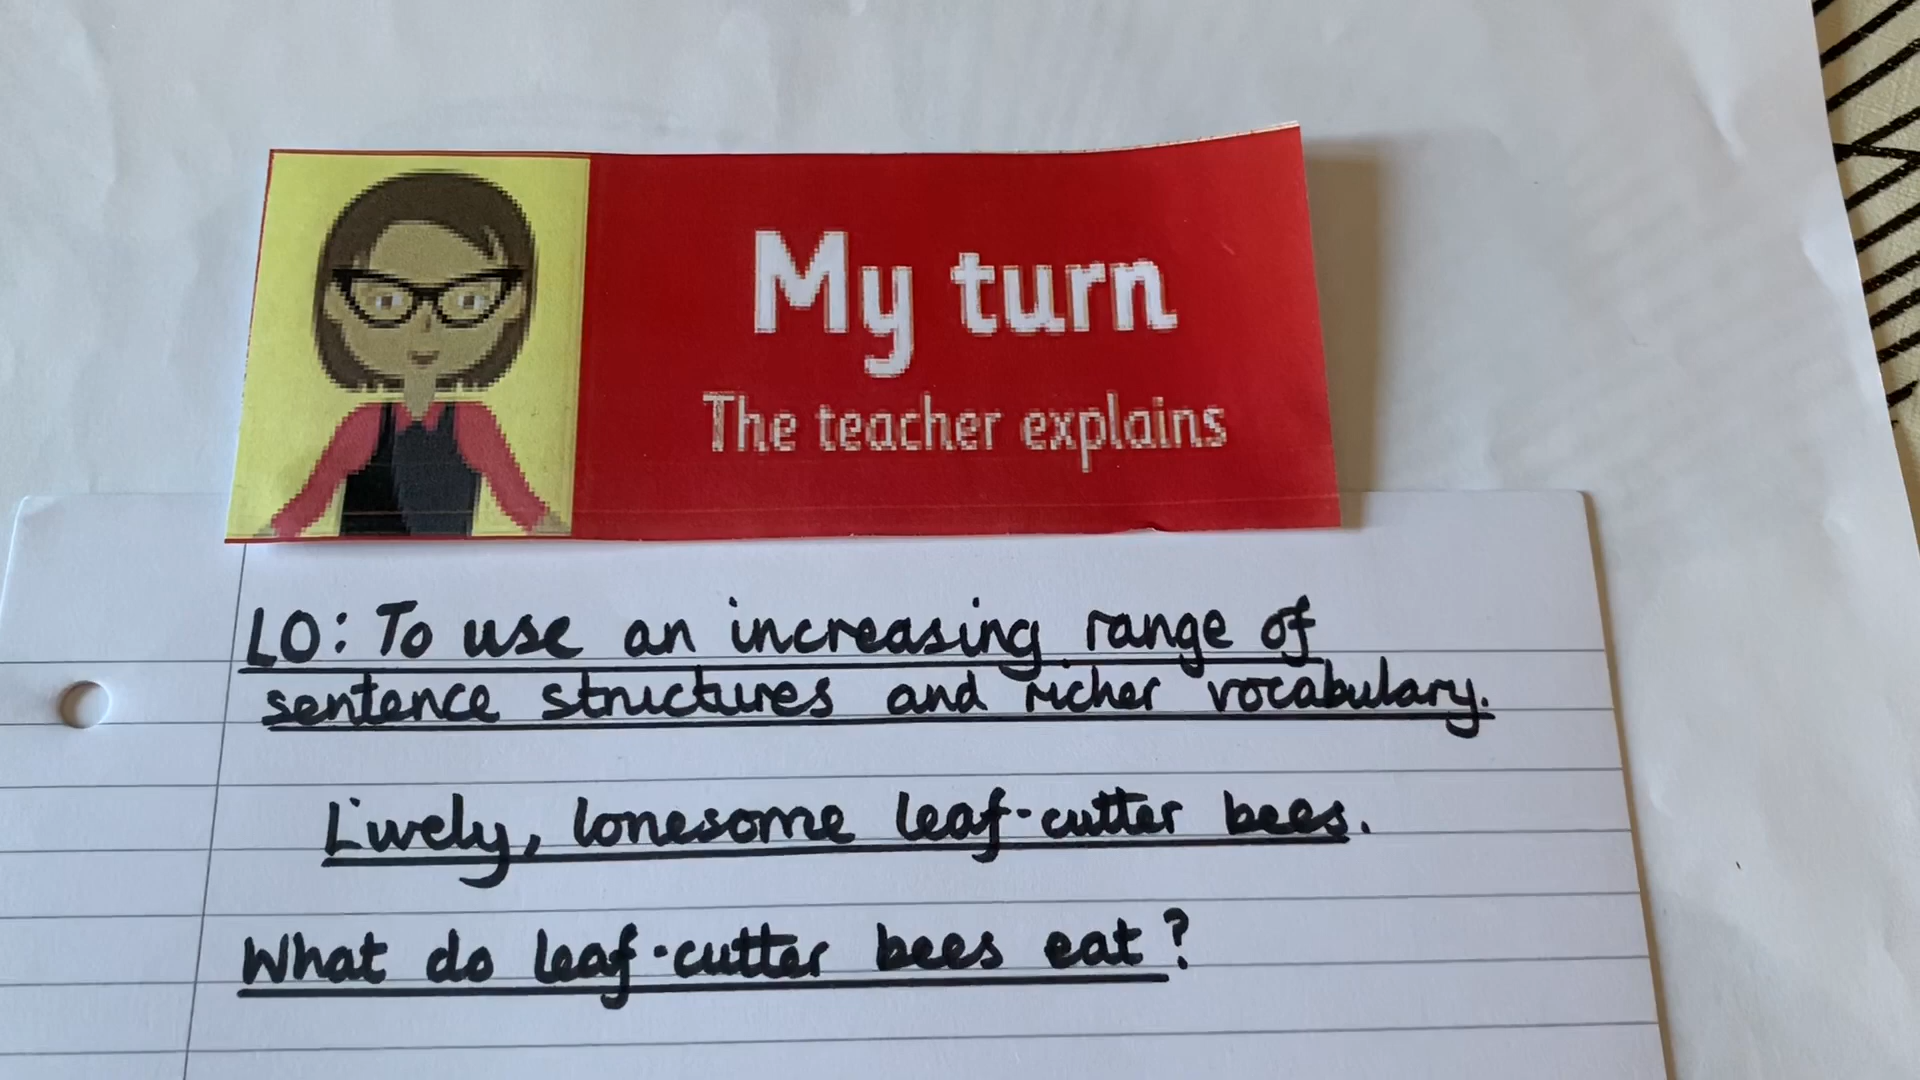 My turn
The teacher explains
LO: To use an increasing range of
sentence structures and richer vocabulary.
Lively, lonesome leaf-cutter bees.
What do leaf-cutter bees eat?